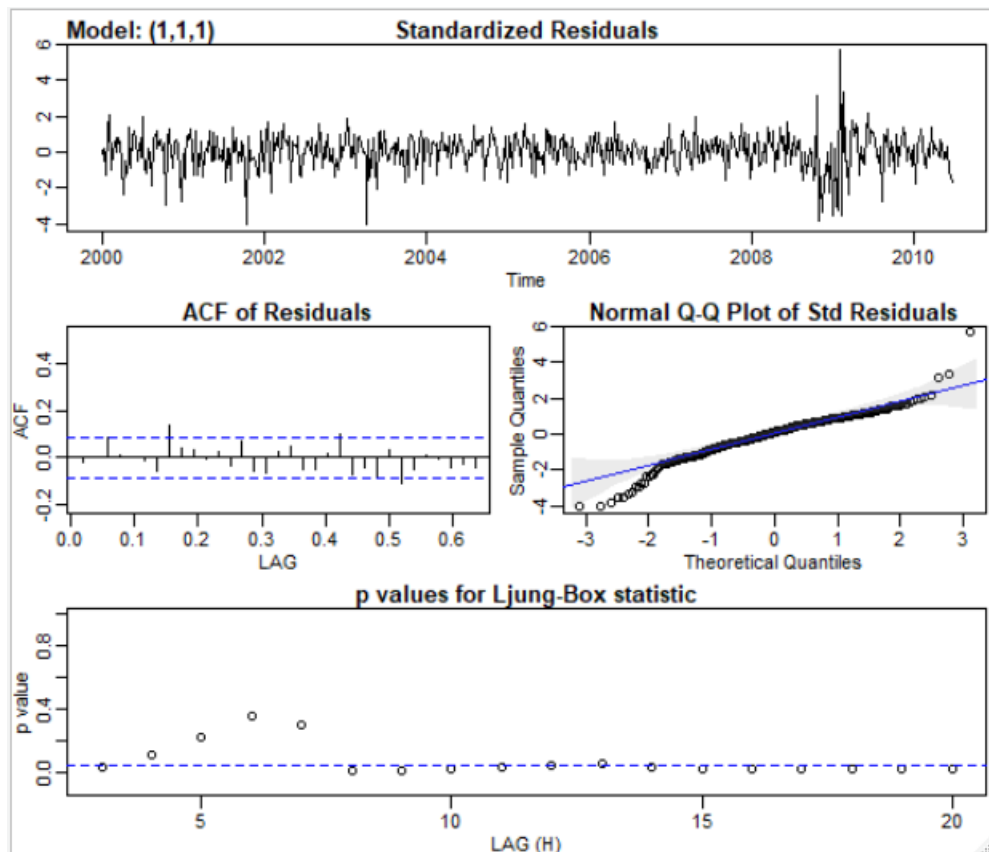 Model: (1,1,1) Standardized Residuals
6
4
2
0
-2
-4
2000 2002 2004 2006 2008 2010
Time
ACF of Residuals
ACF
0.4
0.2
0.0
-0.2
0.0 0.1 0.2 0.3 0.4 0.5 0.6
LAG
Normal Q-Q Plot of Std Residuals
Sample Quantiles
6
4
2
0
-2
-4
-3 -2 -1 0 1 2 3
Theoretical Quantiles
p values for Ljung-Box statistic
p value
0.8
0.4
0.0
5 10 15 20
LAG (H)